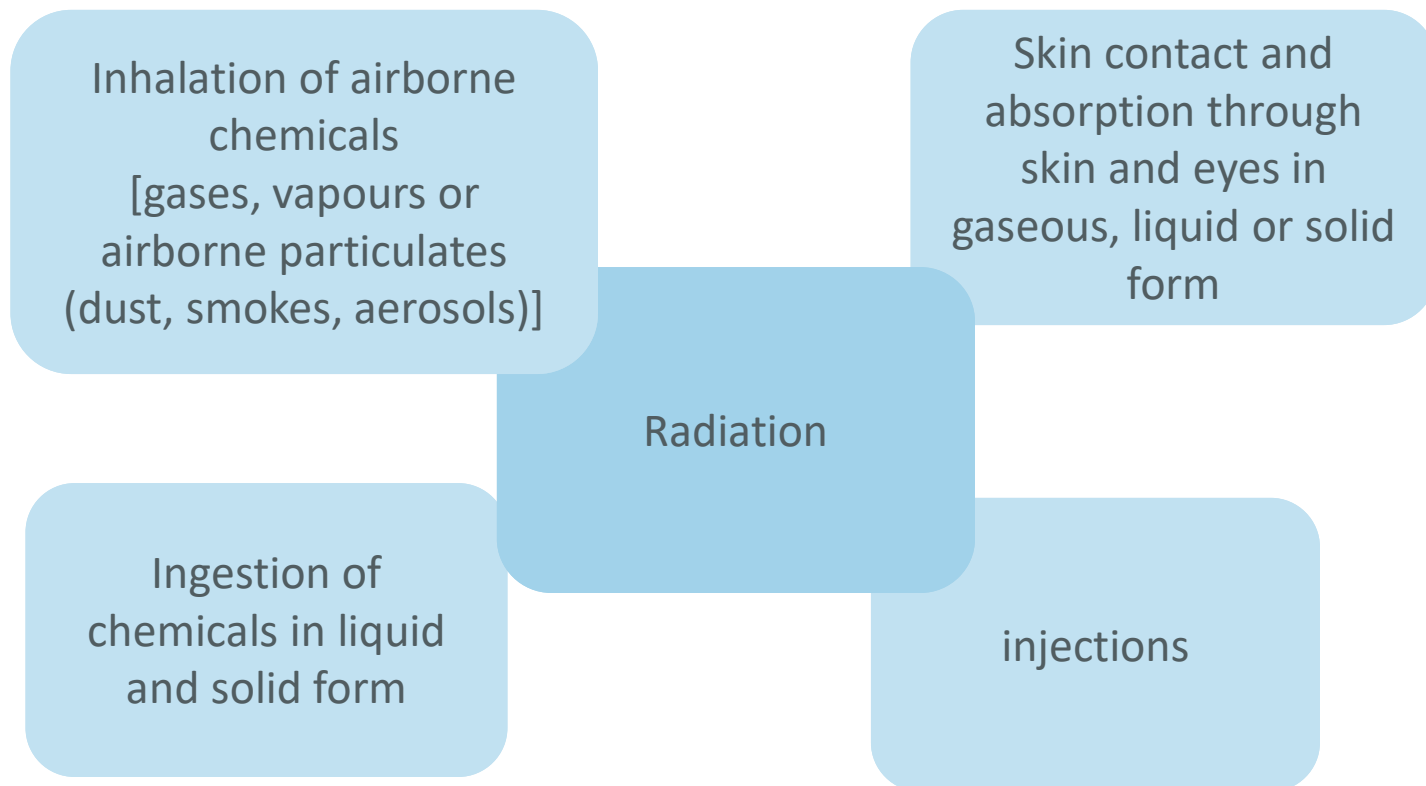 Inhalation of airborne
chemicals
[gases, vapours or
airborne particulates
(dust, smokes, aerosols)]
Skin contact and
absorption through
skin and eyes in
gaseous, liquid or solid
form
Radiation
Ingestion of
chemicals in liquid
and solid form
injections